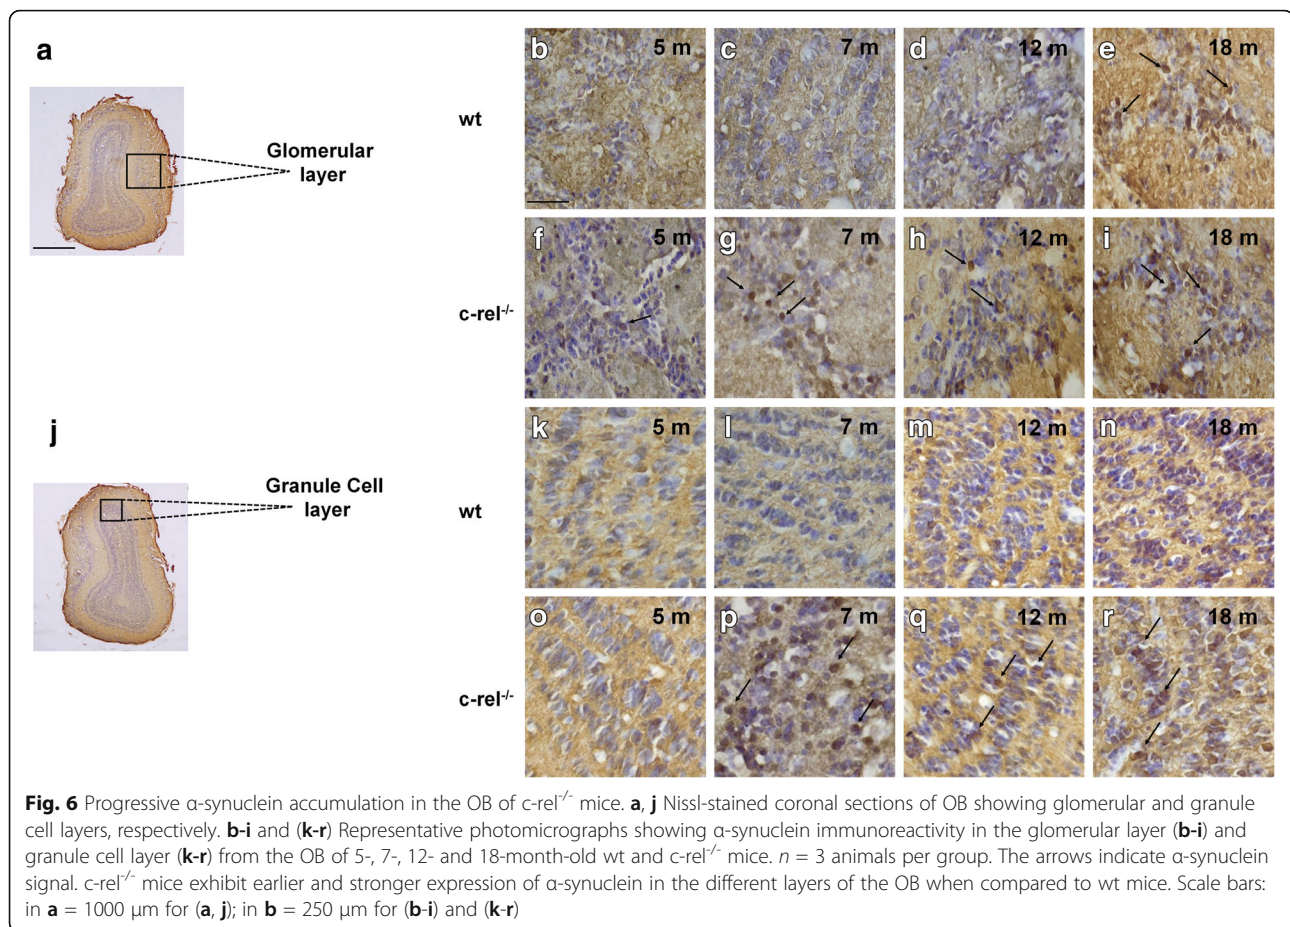 a
b 5 m
c 7 m
d 12 m
e 18 m
wt
Glomerular
layer
f 5 m
g 7 m
h 12 m
i 18 m
c-rel-/-
j
k 5 m
l 7 m
m 12 m
n 18 m
Granule Cell
layer
wt
o 5 m
p 7 m
q 12 m
r 18 m
c-rel-/-
Fig. 6 Progressive α-synuclein accumulation in the OB of c-rel-/- mice. a, j Nissl-stained coronal sections of OB showing glomerular and granule
cell layers, respectively. b-i and (k-r) Representative photomicrographs showing α-synuclein immunoreactivity in the glomerular layer (b-i) and
granule cell layer (k-r) from the OB of 5-, 7-, 12- and 18-month-old wt and c-rel-/- mice. n = 3 animals per group. The arrows indicate α-synuclein
signal. c-rel-/- mice exhibit earlier and stronger expression of α-synuclein in the different layers of the OB when compared to wt mice. Scale bars:
in a = 1000 μm for (a, j); in b = 250 μm for (b-i) and (k-r)